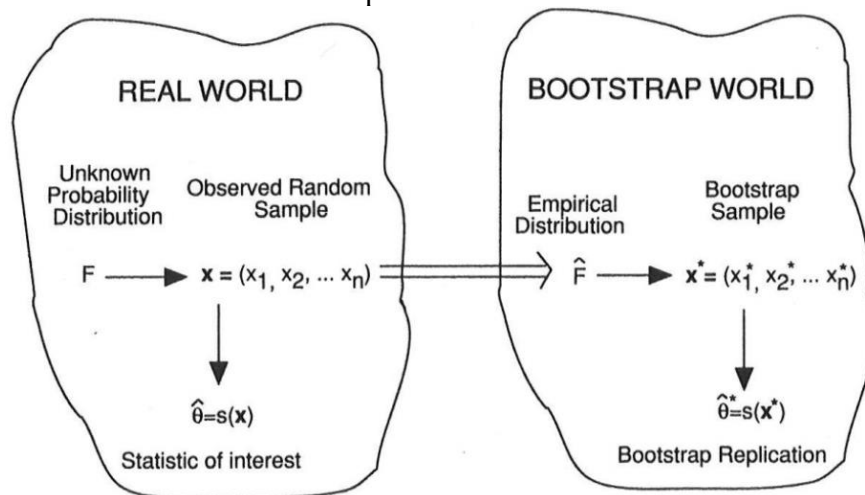 REAL WORLD
Unknown
Probability
Distribution
Observed Random
Sample
F
x = (x₁, x₂, ... xₙ)
θ̂=s(x)
Statistic of interest
BOOTSTRAP WORLD
Empirical
Distribution
Bootstrap
Sample
F̂
x* = (x₁*, x₂*, ... xₙ*)
θ̂*=s(x*)
Bootstrap Replication